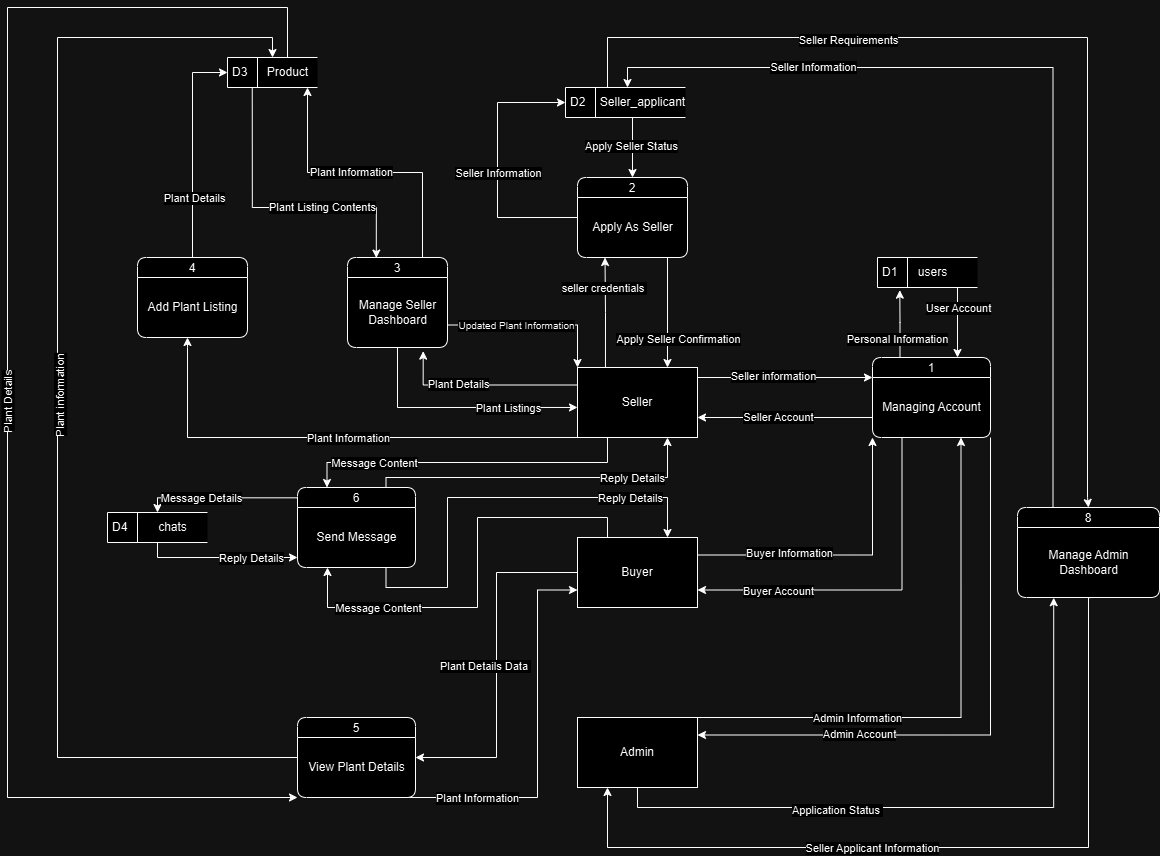 Seller Requirements
Seller Information
D3
Product
D2
Seller_applicant
Apply Seller Status
Plant Information
Seller Information
2
Apply As Seller
Plant Details
Plant Listing Contents
4
Add Plant Listing
3
Manage Seller
Dashboard
D1
users
seller credentials
User Account
Updated Plant Information
Apply Seller Confirmation
Personal Information
1
Managing Account
Plant Details
Seller information
Seller
Plant Listings
Seller Account
Plant Details
Plant information
Plant Information
Message Content
Reply Details
Message Details
6
Send Message
Reply Details
D4
chats
Reply Details
8
Manage Admin
Dashboard
Buyer Information
Buyer
Buyer Account
Message Content
Plant Details Data
5
View Plant Details
Admin Information
Admin Account
Admin
Plant Information
Application Status
Seller Applicant Information